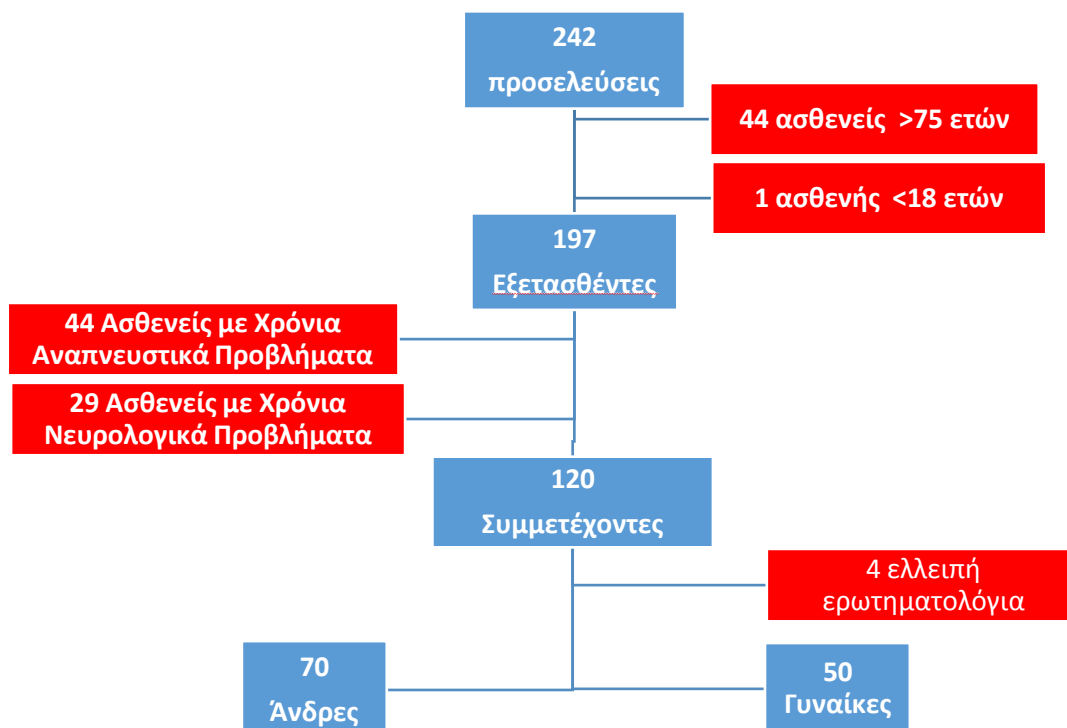 242
προσελεύσεις
44 ασθενείς >75 ετών
1 ασθενής <18 ετών
197
Εξετασθέντες
44 Ασθενείς με Χρόνια
Αναπνευστικά Προβλήματα
29 Ασθενείς με Χρόνια
Νευρολογικά Προβλήματα
120
Συμμετέχοντες
4 ελλειπή
ερωτηματολόγια
70
Άνδρες
50
Γυναίκες